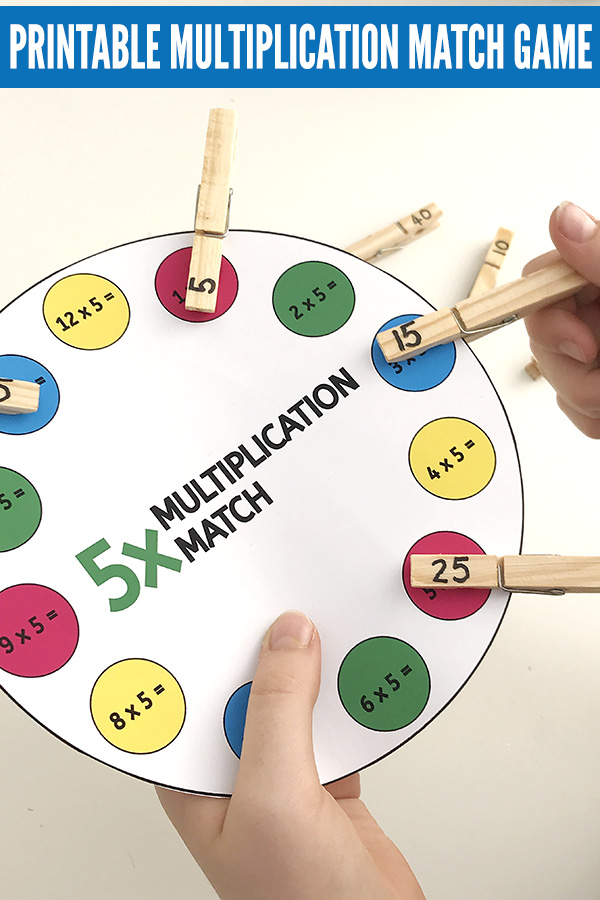 PRINTABLE MULTIPLICATION MATCH GAME
40
10
5
15
12 x 5 =
2 x 5 =
4 x 5 =
25
5x MULTIPLICATION
MATCH
5 =
9 x 5 =
6 x 5 =
8 x 5 =